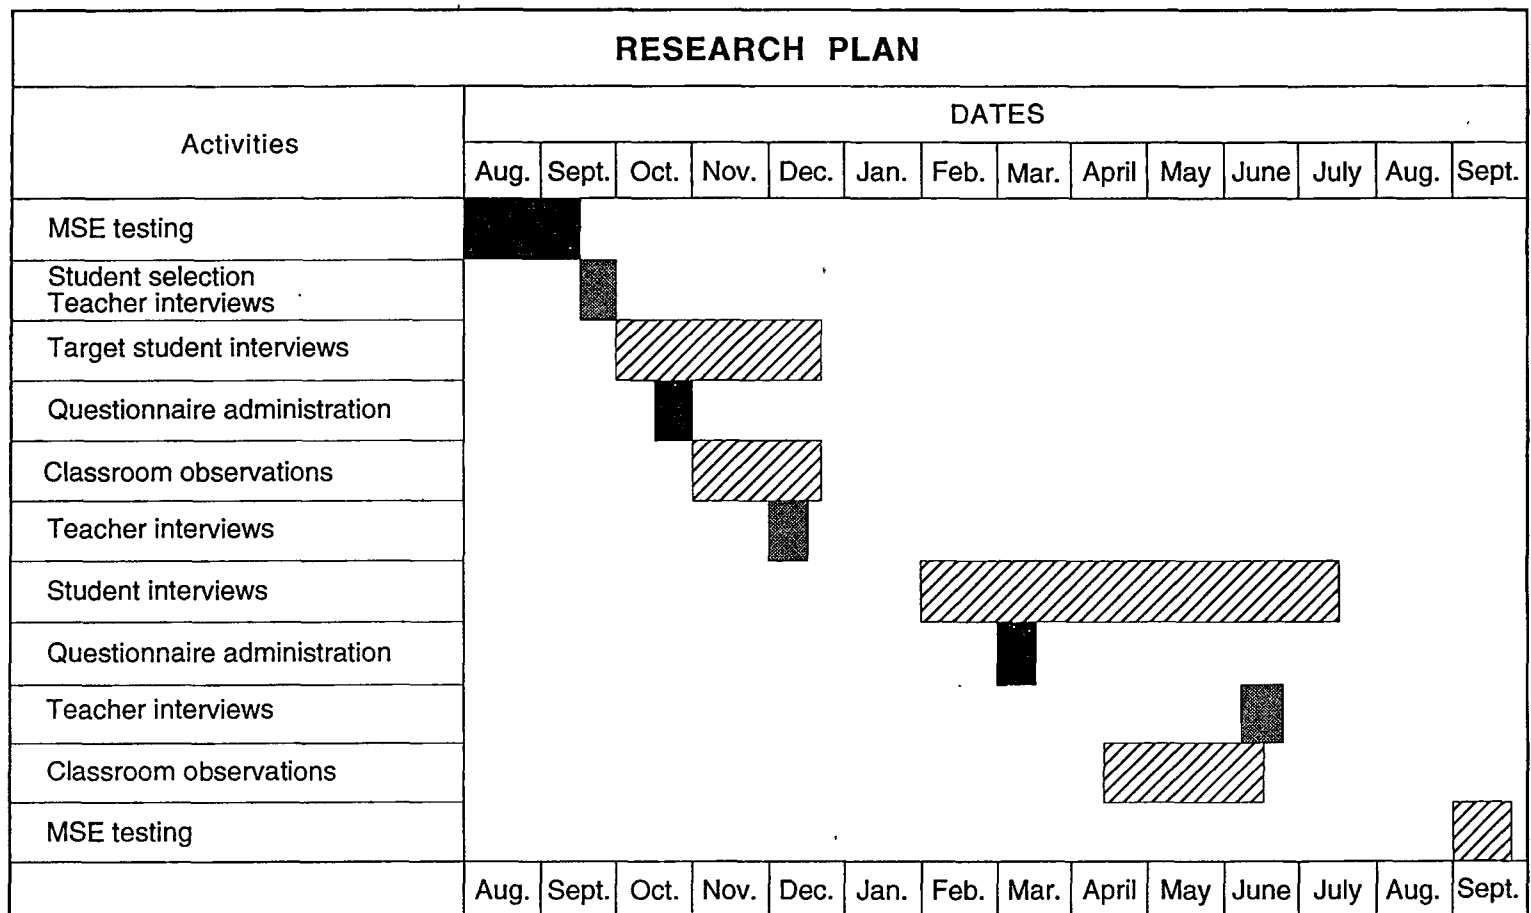 RESEARCH PLAN
Activities
DATES
Aug. Sept. Oct. Nov. Dec. Jan. Feb. Mar. April May June July Aug. Sept.
MSE testing
Student selection
Teacher interviews
Target student interviews
Questionnaire administration
Classroom observations
Teacher interviews
Student interviews
Questionnaire administration
Teacher interviews
Classroom observations
MSE testing
Aug. Sept. Oct. Nov. Dec. Jan. Feb. Mar. April May June July Aug. Sept.